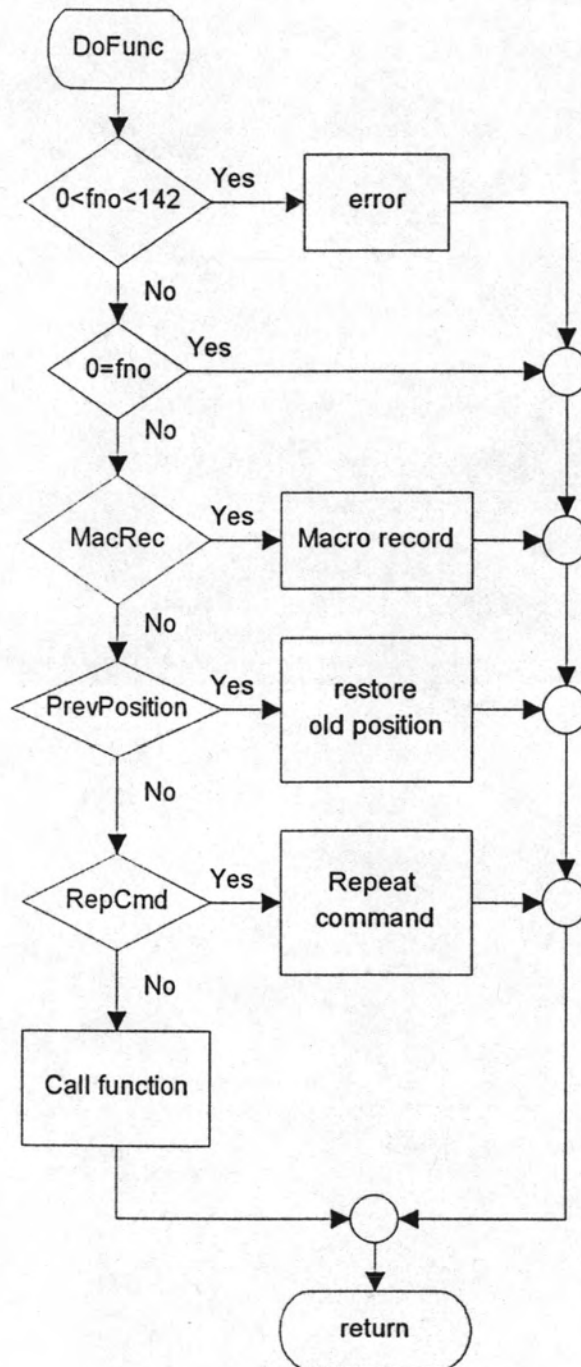 DoFunc
0<fno<142
Yes
error
No
0=fno
Yes
No
MacRec
Yes
Macro record
No
PrevPosition
Yes
restore
old position
No
RepCmd
Yes
Repeat
command
No
Call function
return